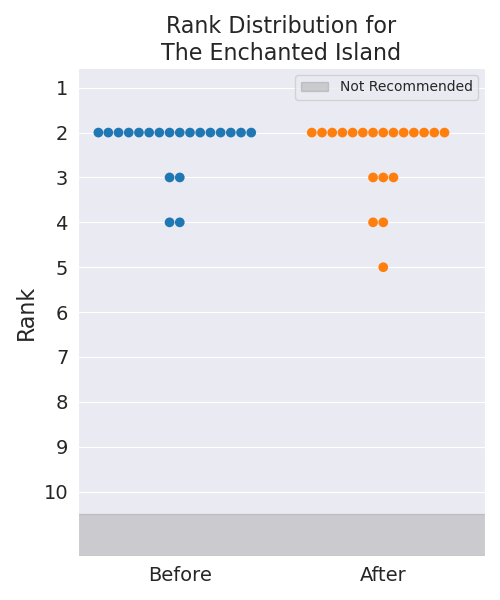 Rank Distribution for
The Enchanted Island
Not Recommended
1
2
3
4
5
6
7
8
9
10
Rank
Before
After